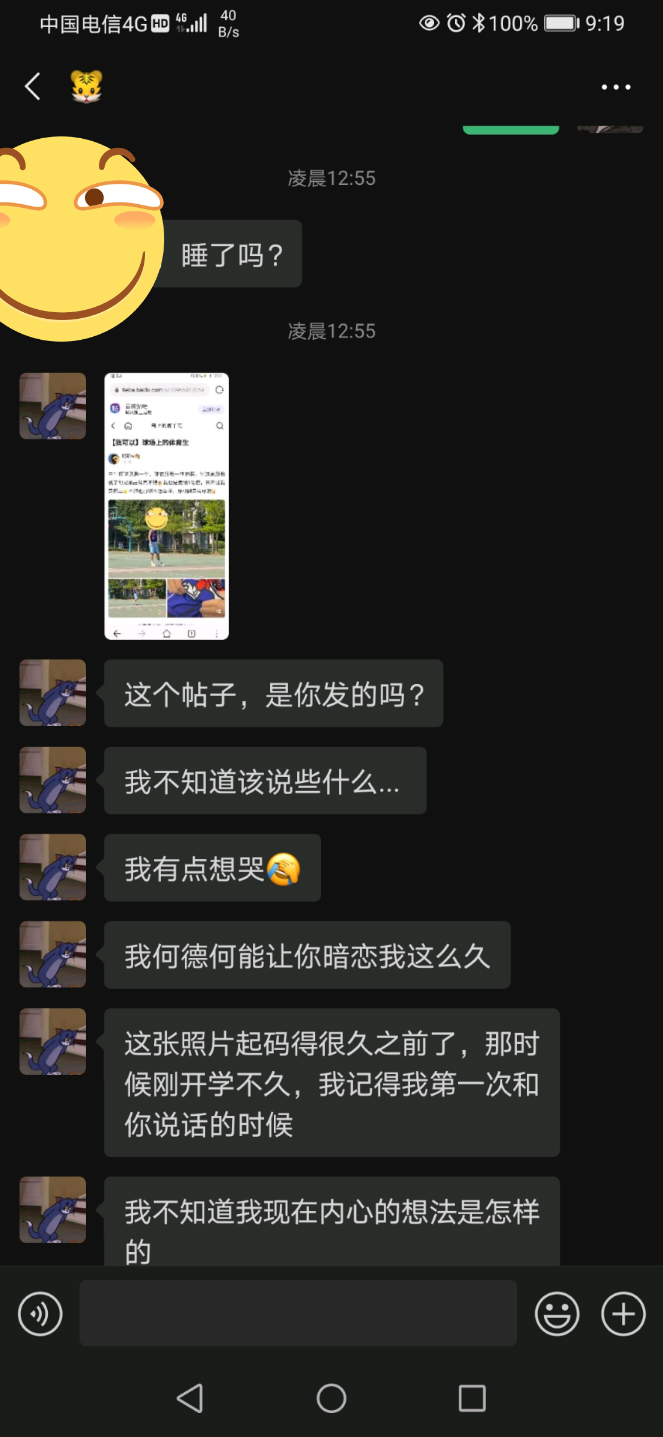 中国电信4G HD 4G 40 B/s 100% 9:19
凌晨12:55
睡了吗?
凌晨12:55
【我可以】球场上的体育生
这个帖子，是你发的吗?
我不知道该说些什么...
我有点想哭
我何德何能让你暗恋我这么久
这张照片起码得很久之前了，那时
候刚开学不久，我记得我第一次和
你说话的时候
我不知道我现在内心的想法是怎样
的